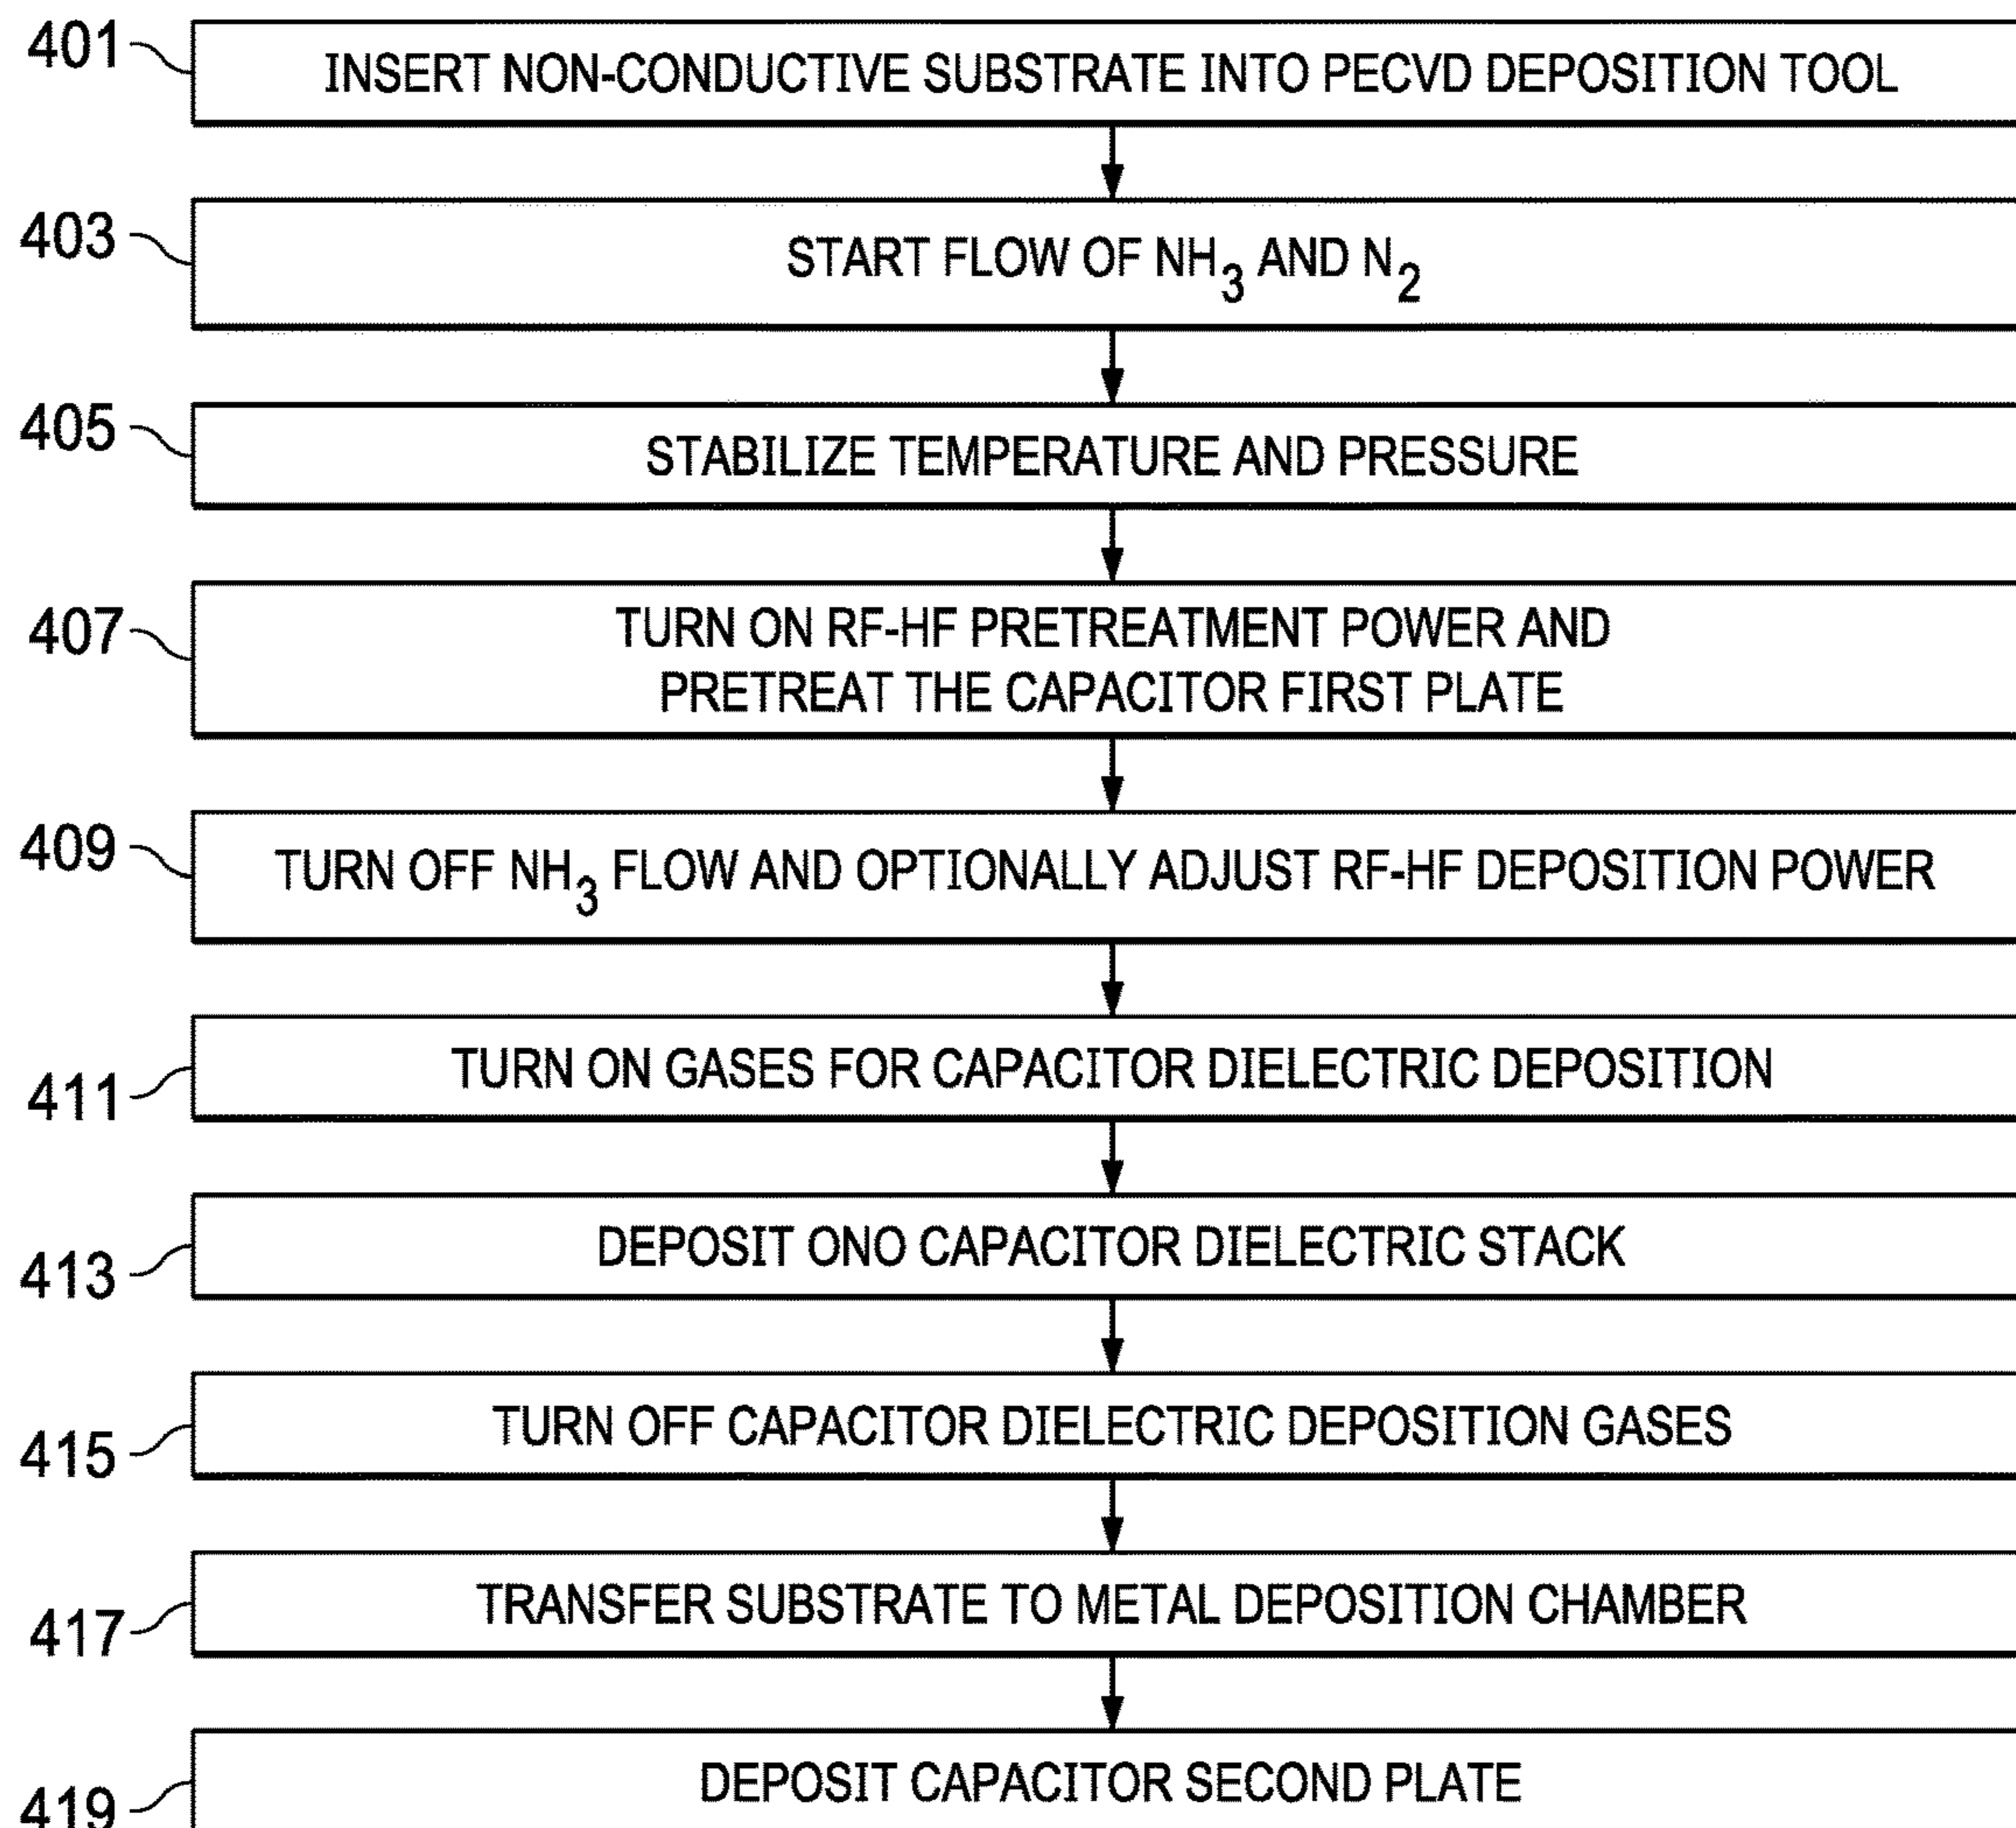 401 INSERT NON-CONDUCTIVE SUBSTRATE INTO PECVD DEPOSITION TOOL
403 START FLOW OF NH3 AND N2
405 STABILIZE TEMPERATURE AND PRESSURE
407 TURN ON RF-HF PRETREATMENT POWER AND
PRETREAT THE CAPACITOR FIRST PLATE
409 TURN OFF NH3 FLOW AND OPTIONALLY ADJUST RF-HF DEPOSITION POWER
411 TURN ON GASES FOR CAPACITOR DIELECTRIC DEPOSITION
413 DEPOSIT ONO CAPACITOR DIELECTRIC STACK
415 TURN OFF CAPACITOR DIELECTRIC DEPOSITION GASES
417 TRANSFER SUBSTRATE TO METAL DEPOSITION CHAMBER
419 DEPOSIT CAPACITOR SECOND PLATE